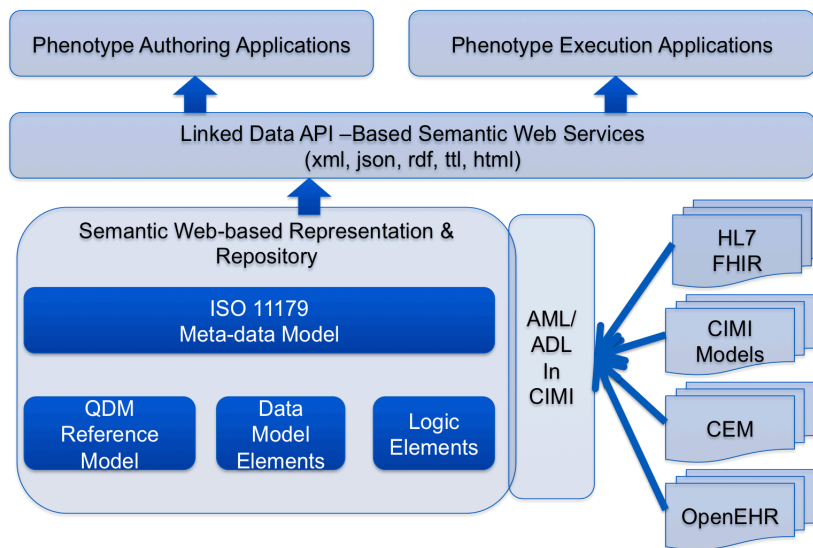 Phenotype Authoring Applications
Phenotype Execution Applications
Linked Data API –Based Semantic Web Services
(xml, json, rdf, ttl, html)
Semantic Web-based Representation &
Repository
ISO 11179
Meta-data Model
QDM
Reference
Model
Data
Model
Elements
Logic
Elements
AML/
ADL
In
CIMI
HL7
FHIR
CIMI
Models
CEM
OpenEHR